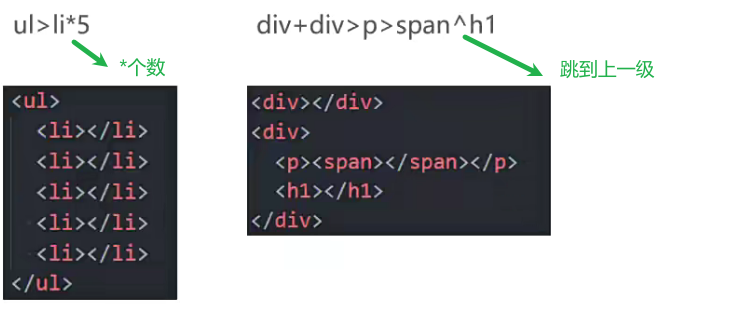 ul>li*5
*个数
<ul>
<li></li>
<li></li>
<li></li>
<li></li>
<li></li>
</ul>
div+div>p>span^h1
跳到上一级
<div></div>
<div>
<p><span></span></p>
<h1></h1>
</div>